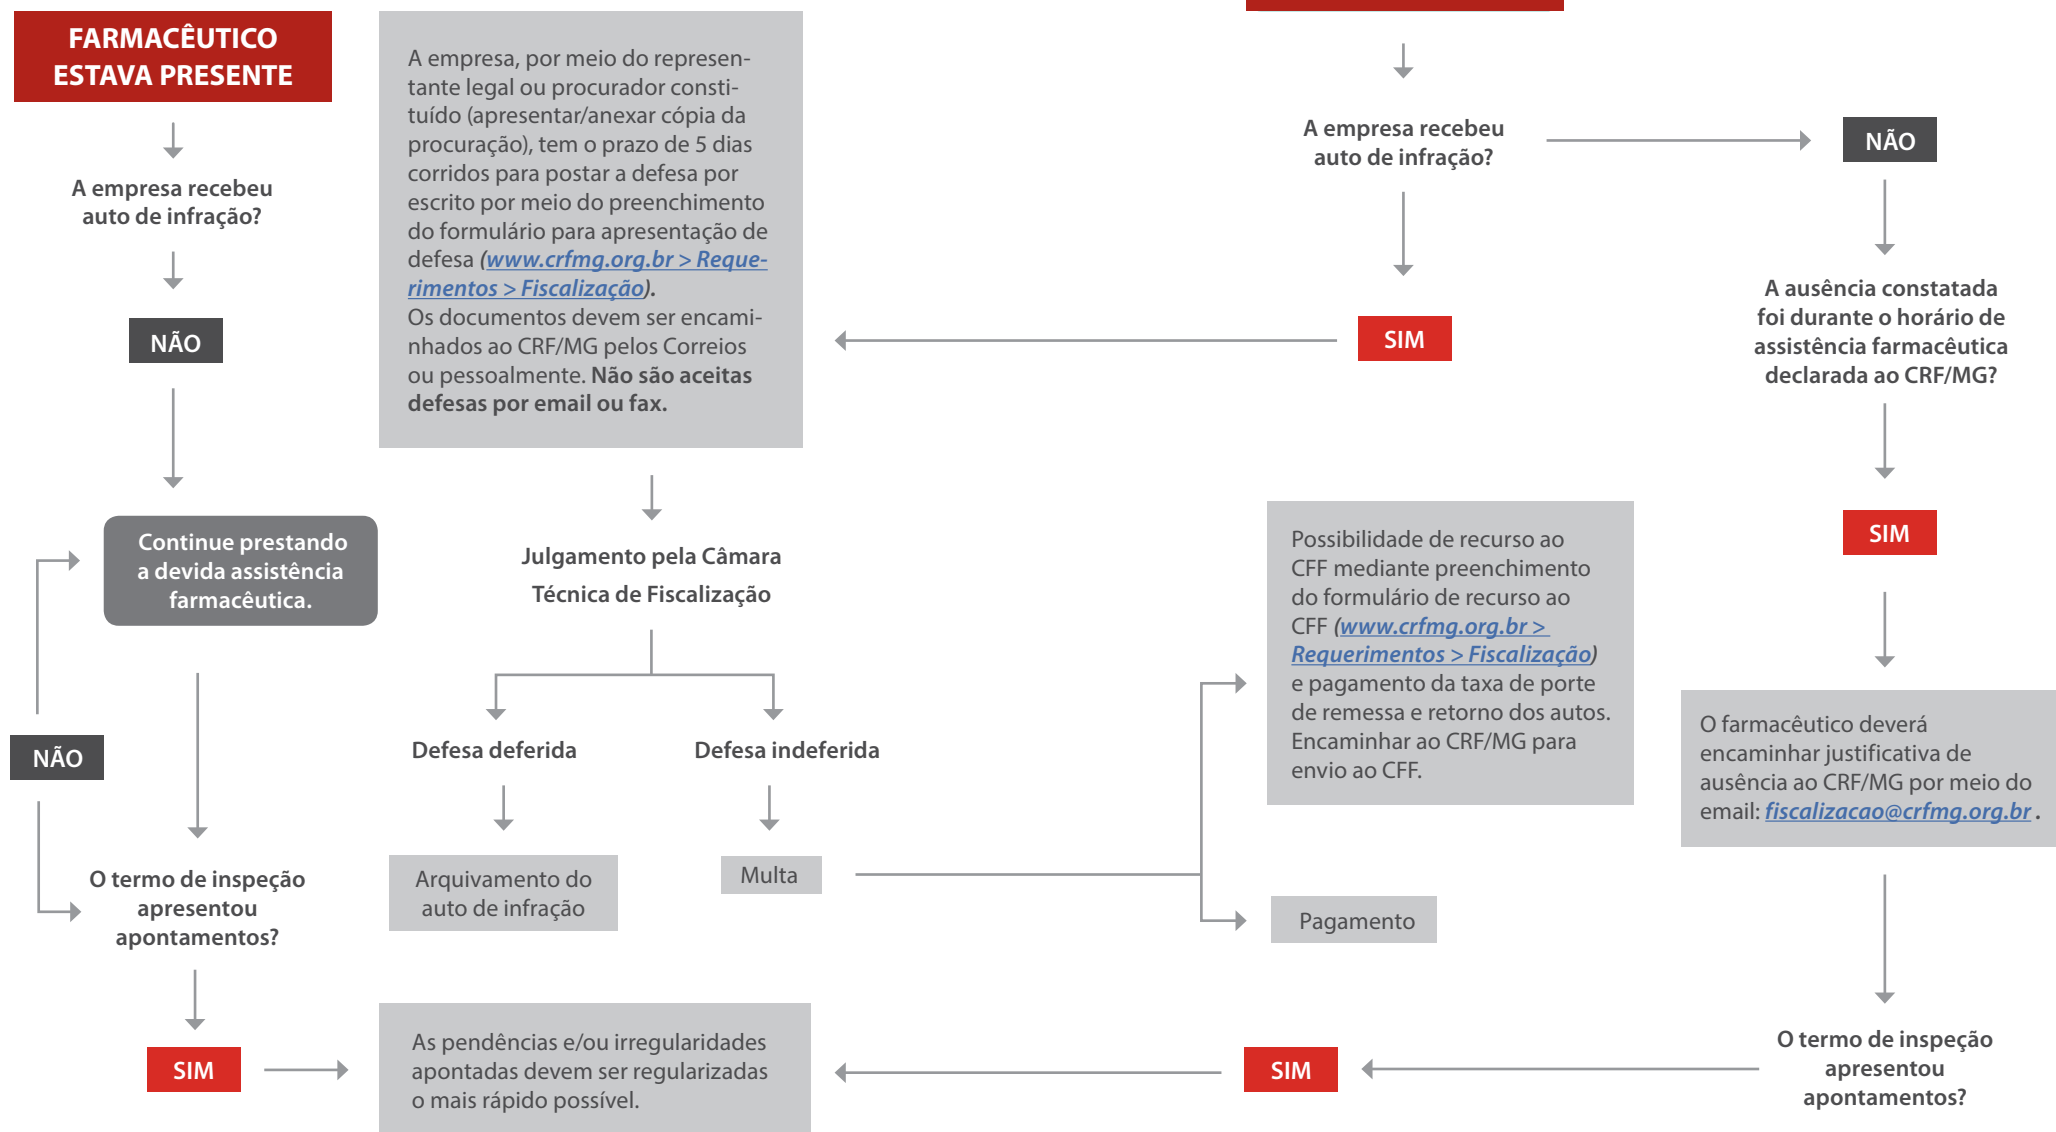 FARMACÊUTICO
ESTAVA PRESENTE
A empresa recebeu
auto de infração?
NÃO
Continue prestando
a devida assistência
farmacêutica.
NÃO
O termo de inspeção
apresentou
apontamentos?
SIM
A empresa, por meio do represen-
tante legal ou procurador consti-
tuído (apresentar/anexar cópia da
procuração), tem o prazo de 5 dias
corridos para postar a defesa por
escrito por meio do preenchimento
do formulário para apresentação de
defesa (www.crfmg.org.br > Reque-
rimentos > Fiscalização).
Os documentos devem ser encami-
nhados ao CRF/MG pelos Correios
ou pessoalmente. Não são aceitas
defesas por email ou fax.
Julgamento pela Câmara
Técnica de Fiscalização
Defesa deferida
Defesa indeferida
Arquivamento do
auto de infração
Multa
As pendências e/ou irregularidades
apontadas devem ser regularizadas
o mais rápido possível.
A empresa recebeu
auto de infração?
SIM
Possibilidade de recurso ao
CFF mediante preenchimento
do formulário de recurso ao
CFF (www.crfmg.org.br >
Requerimentos > Fiscalização)
e pagamento da taxa de porte
de remessa e retorno dos autos.
Encaminhar ao CRF/MG para
envio ao CFF.
Pagamento
SIM
NÃO
A ausência constatada
foi durante o horário de
assistência farmacêutica
declarada ao CRF/MG?
SIM
O farmacêutico deverá
encaminhar justificativa de
ausência ao CRF/MG por meio do
email: fiscalizacao@crfmg.org.br .
O termo de inspeção
apresentou
apontamentos?